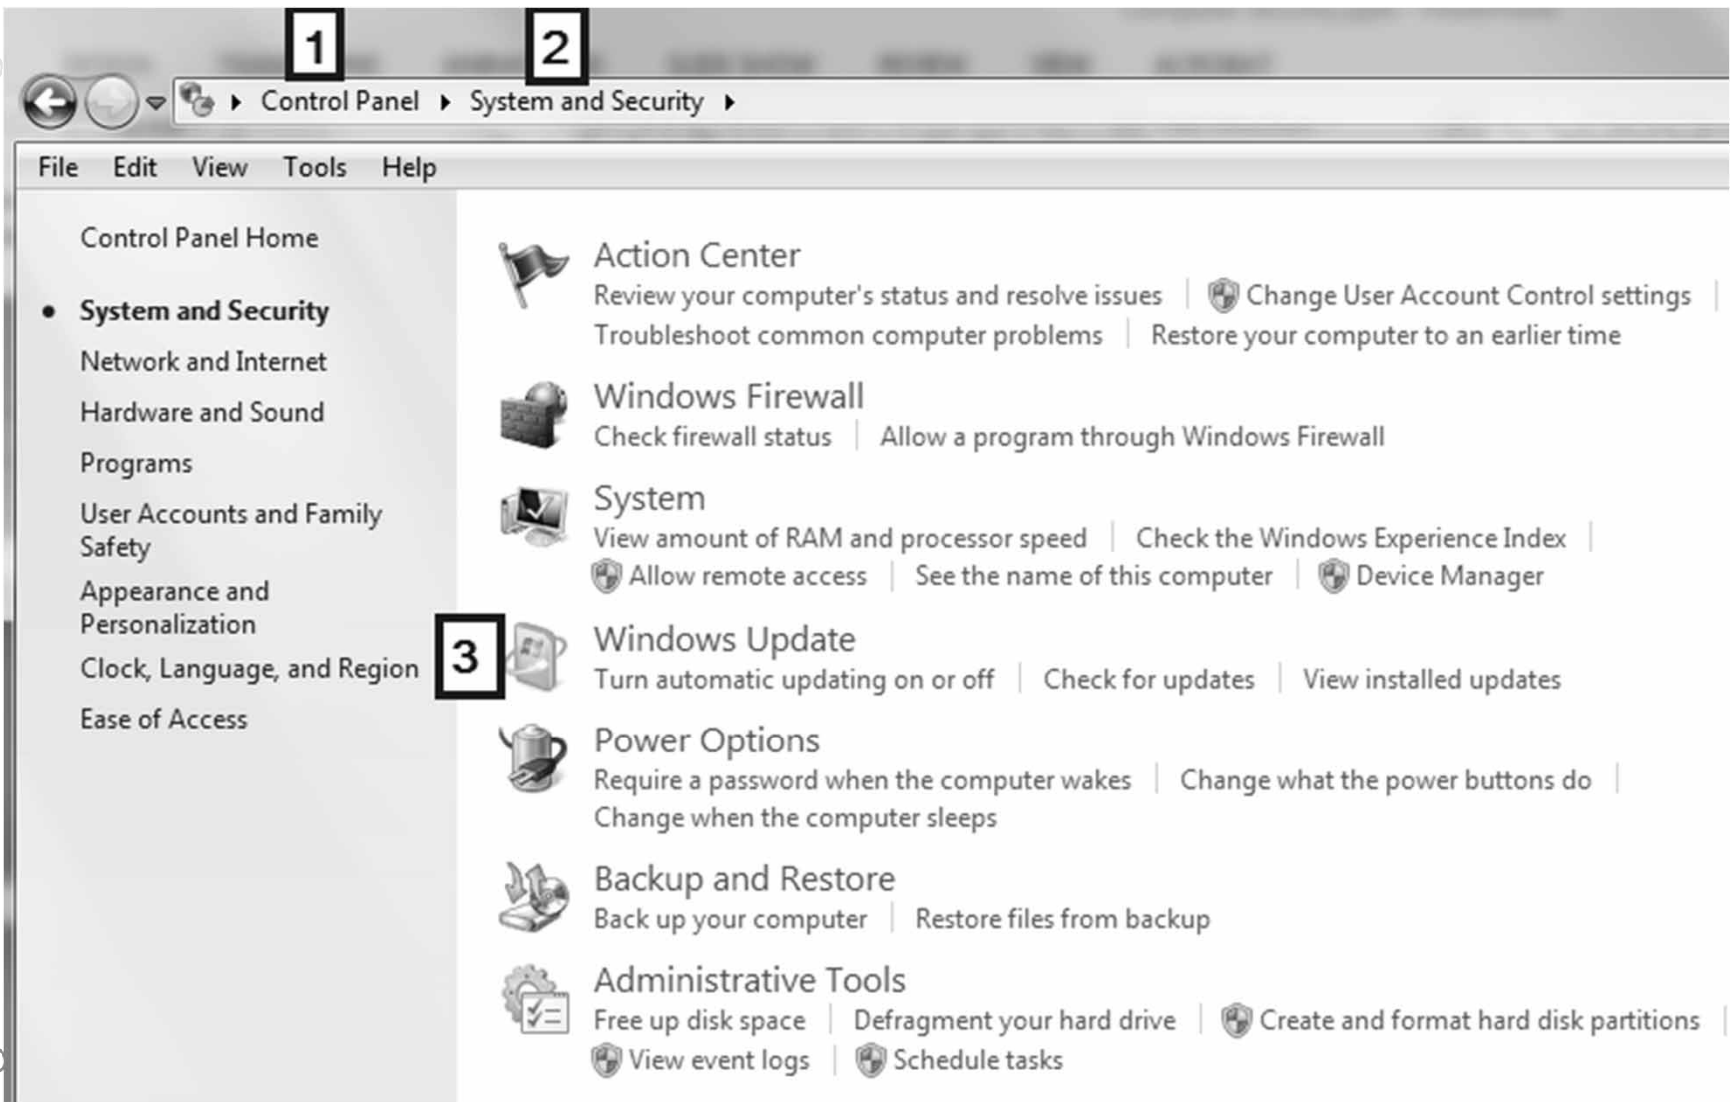 1 2
Control Panel System and Security
File Edit View Tools Help
Control Panel Home
System and Security
Network and Internet
Hardware and Sound
Programs
User Accounts and Family
Safety
Appearance and
Personalization
Clock, Language, and Region
Ease of Access
Action Center
Review your computer's status and resolve issues Change User Account Control settings
Troubleshoot common computer problems Restore your computer to an earlier time
Windows Firewall
Check firewall status Allow a program through Windows Firewall
System
View amount of RAM and processor speed Check the Windows Experience Index
Allow remote access See the name of this computer Device Manager
3
Windows Update
Turn automatic updating on or off Check for updates View installed updates
Power Options
Require a password when the computer wakes Change what the power buttons do
Change when the computer sleeps
Backup and Restore
Back up your computer Restore files from backup
Administrative Tools
Free up disk space Defragment your hard drive Create and format hard disk partitions
View event logs Schedule tasks